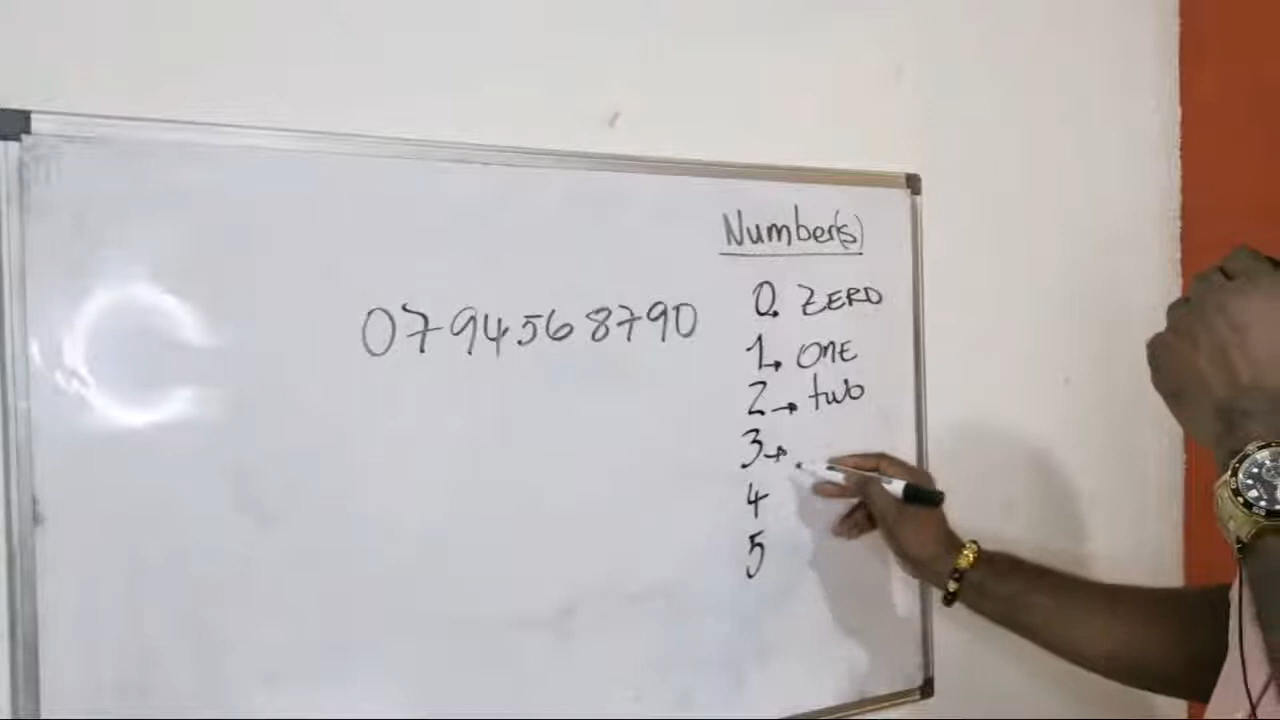 Number(s)
0794568790
0. ZERO
1→ ONE
2→ two
3→
4
5